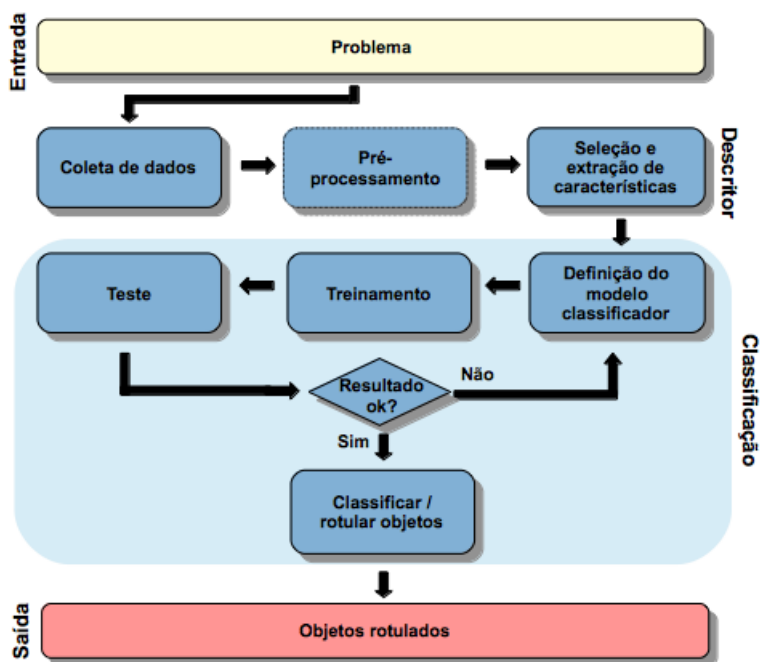 Entrada
Problema
Coleta de dados
Pré-
processamento
Seleção e
extração de
características
Descritor
Teste
Treinamento
Definição do
modelo
classificador
Resultado
ok?
Não
Sim
Classificação
Classificar /
rotular objetos
Saída
Objetos rotulados